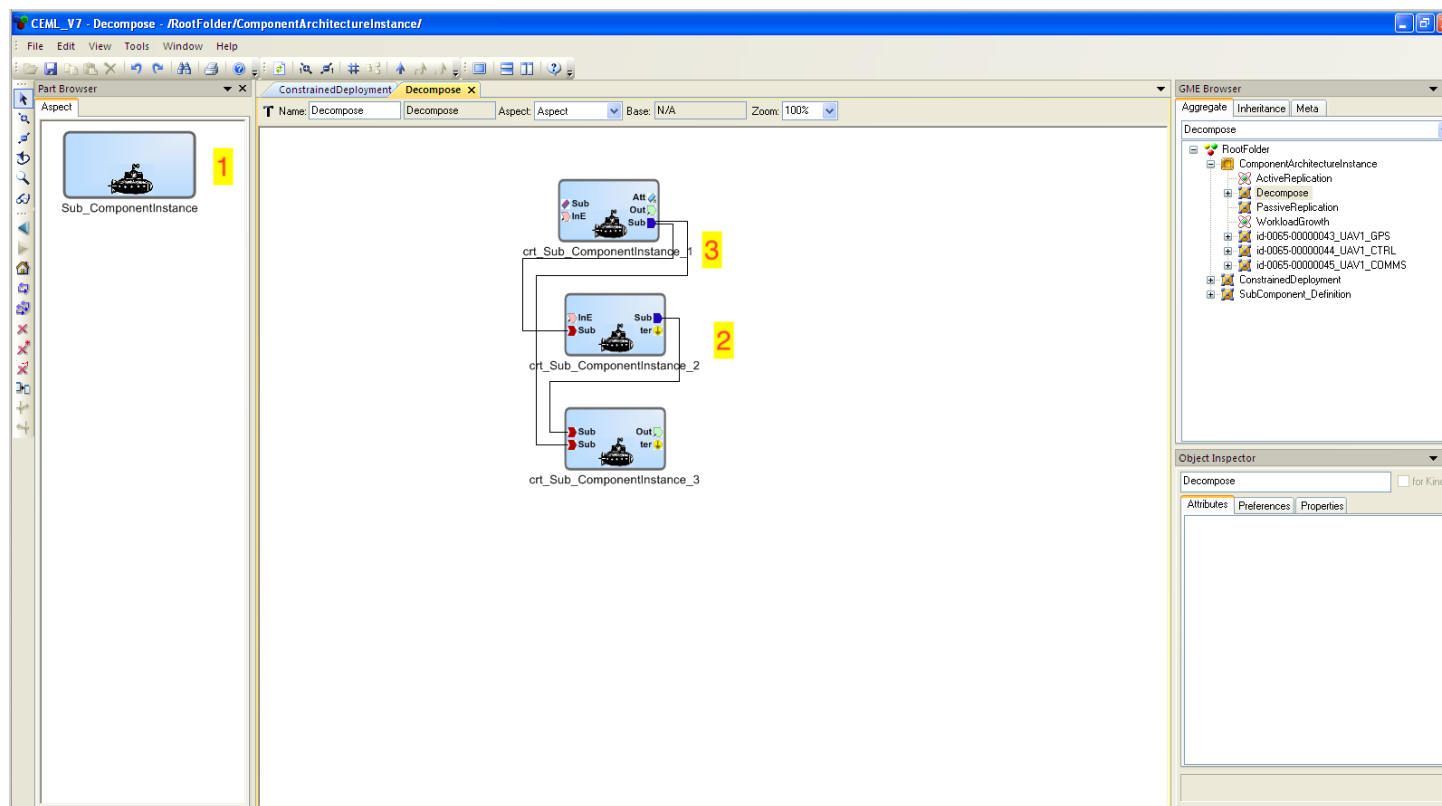 CEML_V7 - Decompose - /RootFolder/ComponentArchitectureInstance/
File Edit View Tools Window Help
Part Browser
Aspect
1
Sub_ComponentInstance
ConstrainedDeployment Decompose
Name: Decompose Decompose Aspect: Aspect Base: N/A Zoom: 100%
Sub Att
InE Out
Sub
crt_Sub_ComponentInstance_1
3
InE Sub
Sub ter
2
crt_Sub_ComponentInstance_2
Sub Out
Sub ter
crt_Sub_ComponentInstance_3
GME Browser
Aggregate Inheritance Meta
Decompose
RootFolder
ComponentArchitectureInstance
ActiveReplication
Decompose
PassiveReplication
WorkloadGrowth
id-0065-00000043_UAV1_GPS
id-0065-00000044_UAV1_CTRL
id-0065-00000045_UAV1_COMMS
ConstrainedDeployment
SubComponent_Definition
Object Inspector
Decompose for Kind
Attributes Preferences Properties